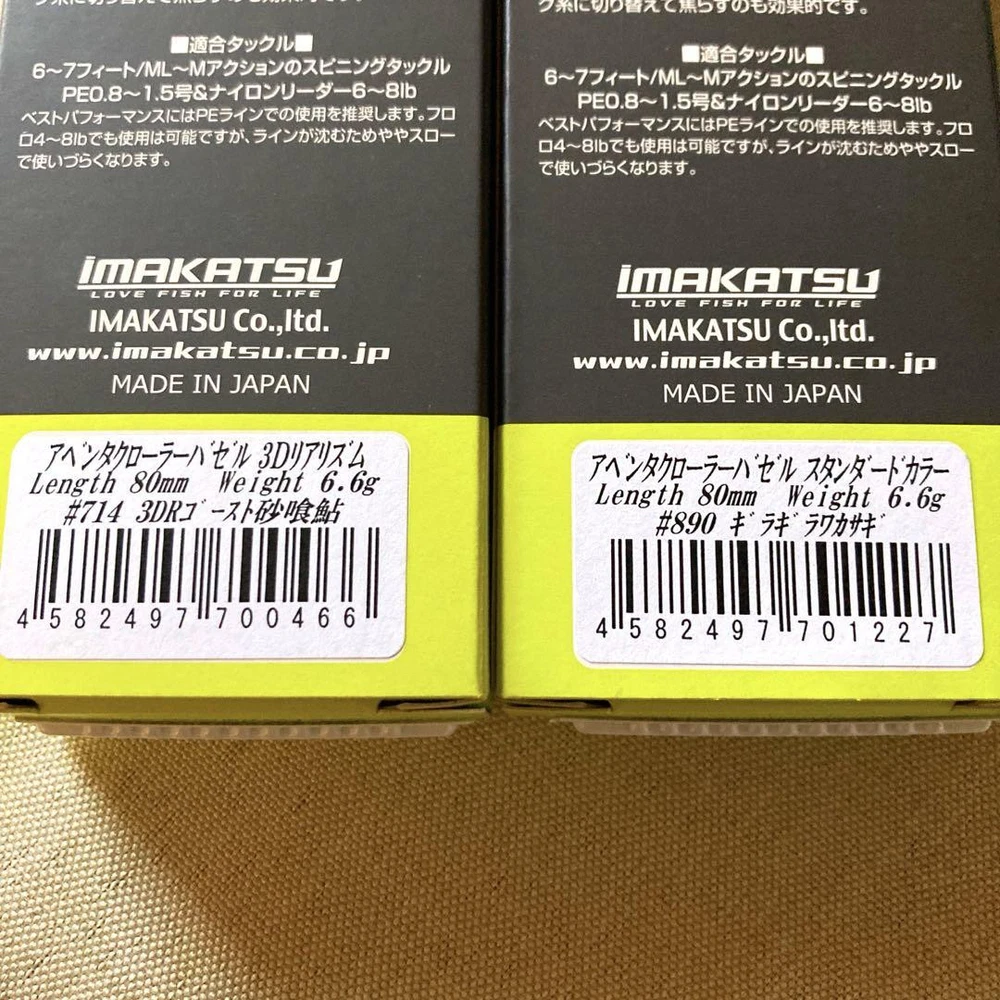 ■適合タックル■
6～7フィート/ML～Mアクションのスピニングタックル
PE0.8～1.5号&ナイロンリーダー6～8lb
ベストパフォーマンスにはPEラインでの使用を推奨します。フロ
ロ4～8lbでも使用は可能ですが、ラインが沈むためややスロー
で使いづらくなります。
IMAKATSU
LOVE FISH FOR LIFE
IMAKATSU Co.,ltd.
www.imakatsu.co.jp
MADE IN JAPAN
アベンタクローラーバゼル 3Dリアリズム
Length 80mm Weight 6.6g
#714 3DRゴースト砂喰鮎
4 582497 700466
ク糸に切り替えて焦らすのも効果的です。
■適合タックル■
6～7フィート/ML～Mアクションのスピニングタックル
PE0.8～1.5号&ナイロンリーダー6～8lb
ベストパフォーマンスにはPEラインでの使用を推奨します。フロ
ロ4～8lbでも使用は可能ですが、ラインが沈むためややスロー
で使いづらくなります。
IMAKATSU
LOVE FISH FOR LIFE
IMAKATSU Co.,ltd.
www.imakatsu.co.jp
MADE IN JAPAN
アベンタクローラーバゼル スタンダードカラー
Length 80mm Weight 6.6g
#890 ギラギラワカサギ
4 582497 701227